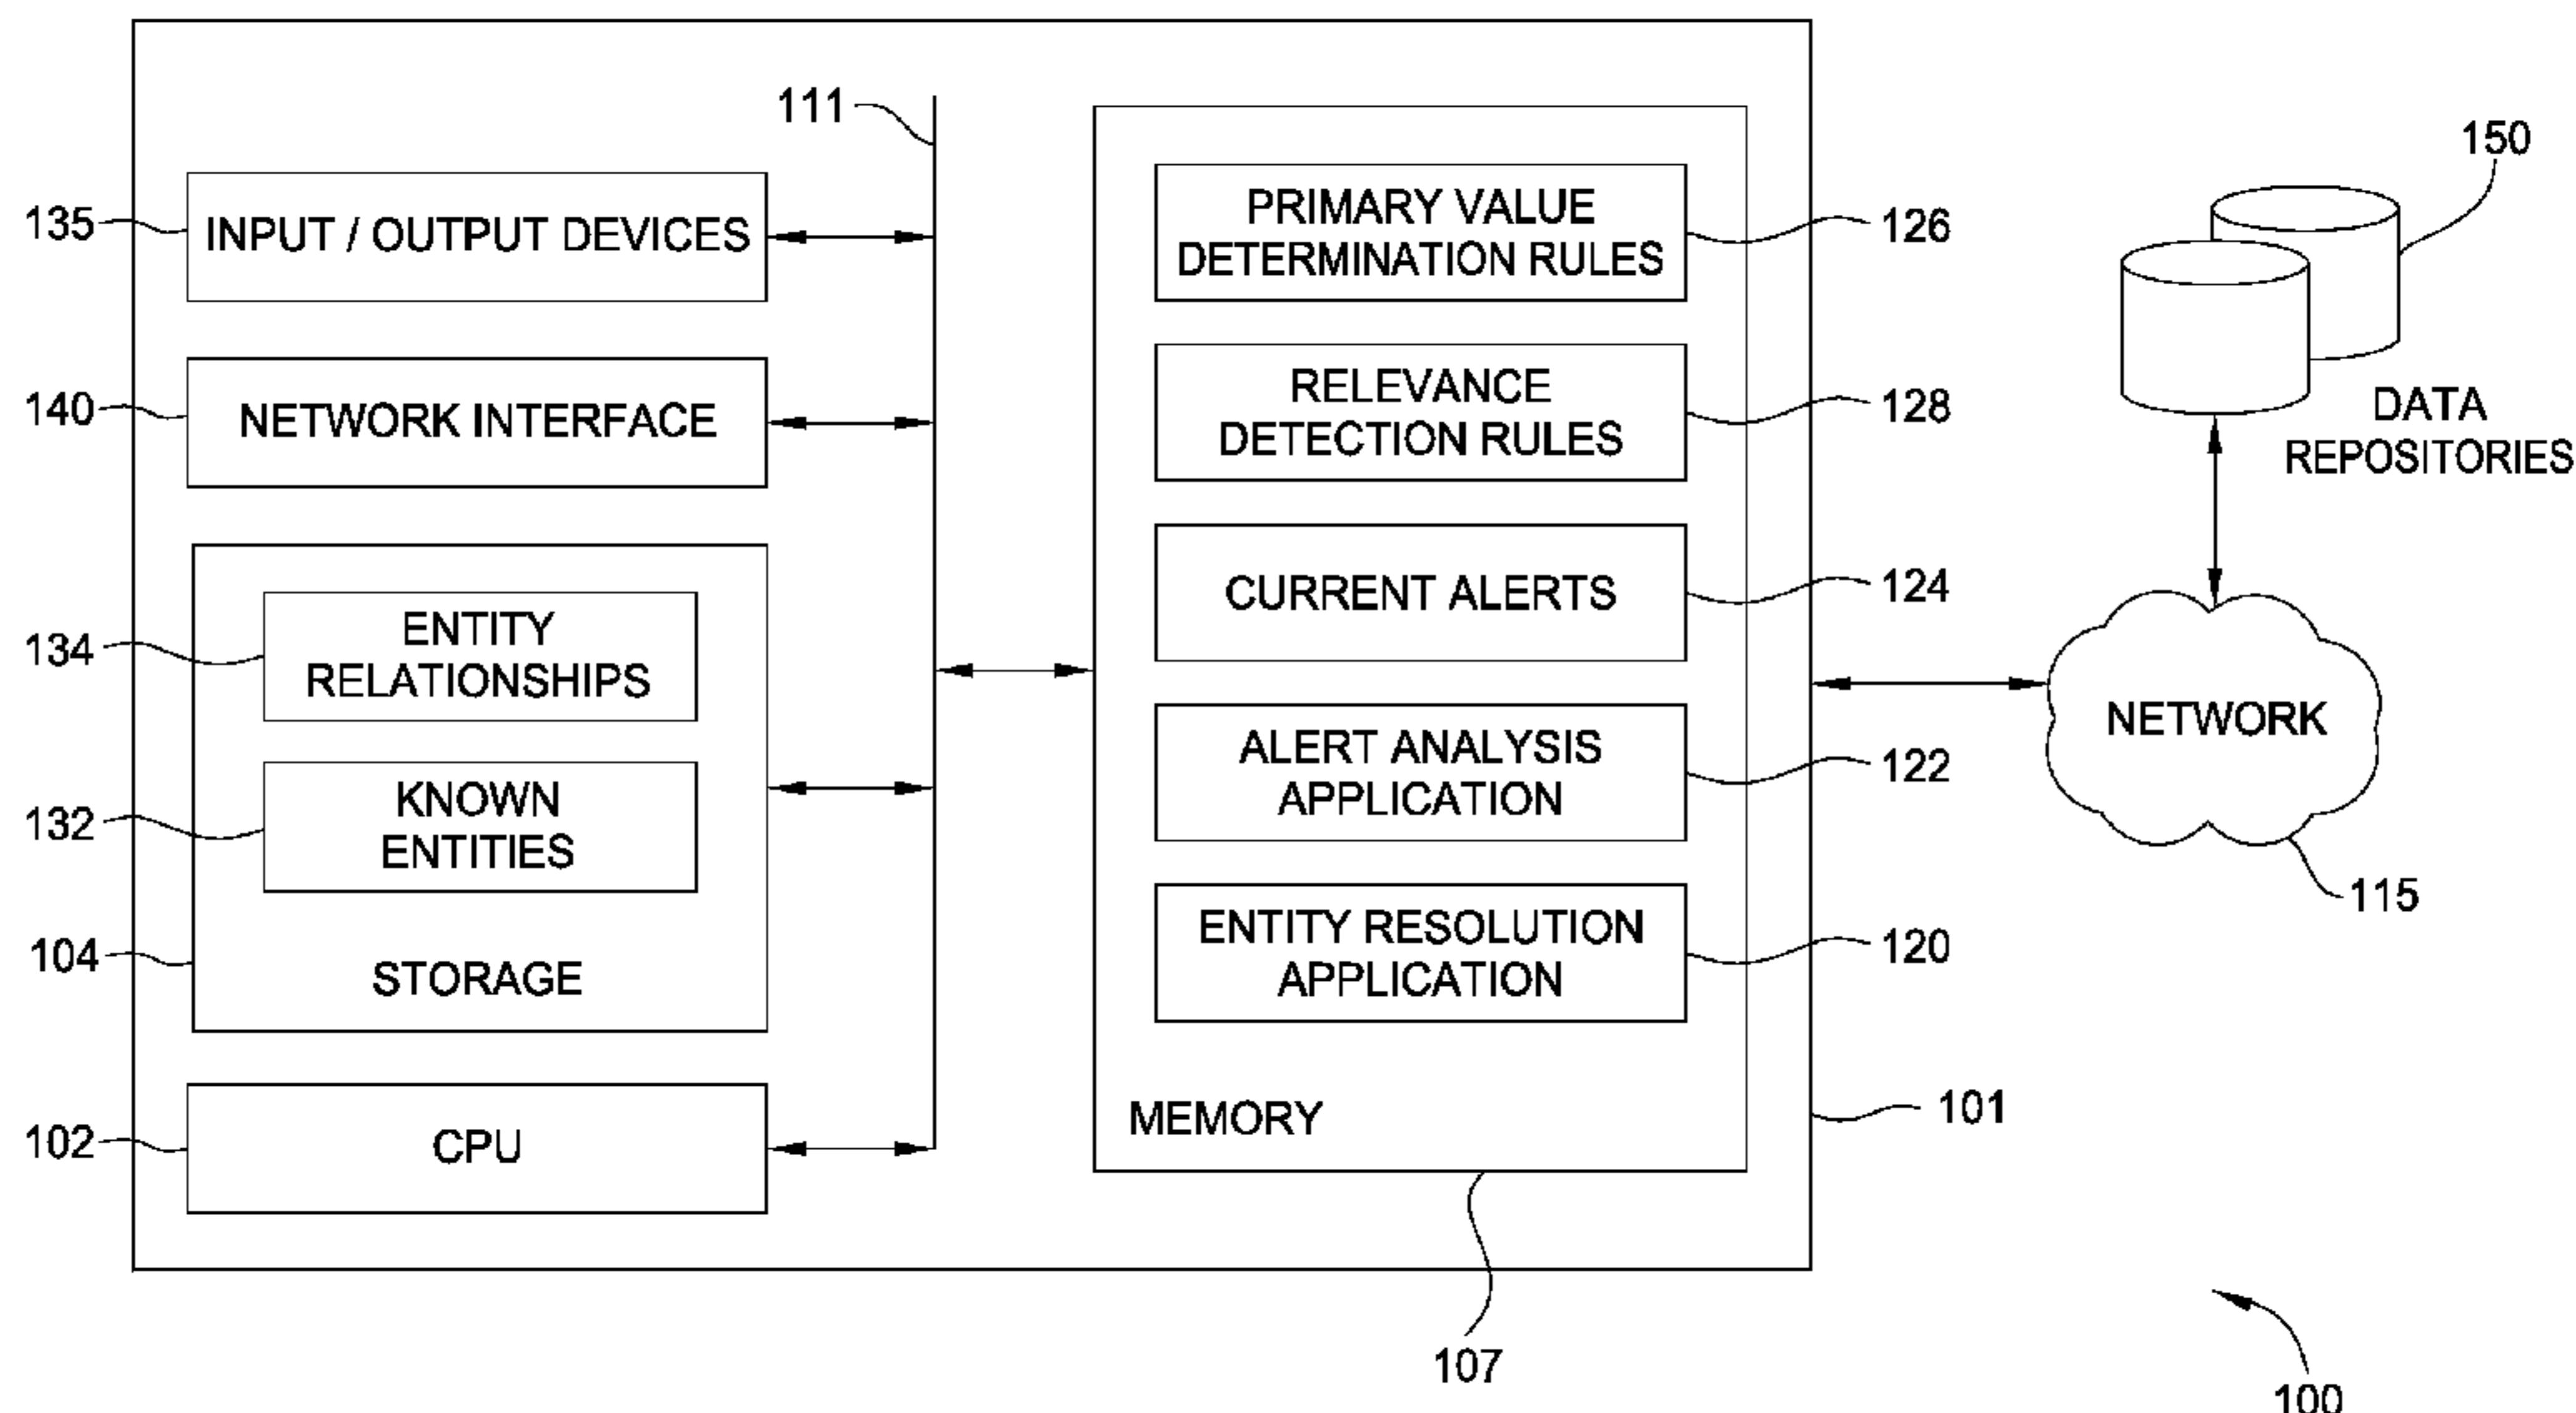 111
150
135
INPUT / OUTPUT DEVICES
PRIMARY VALUE
DETERMINATION RULES
126
140
NETWORK INTERFACE
RELEVANCE
DETECTION RULES
128
DATA
REPOSITORIES
134
ENTITY
RELATIONSHIPS
CURRENT ALERTS
124
132
KNOWN
ENTITIES
ALERT ANALYSIS
APPLICATION
122
NETWORK
115
104
STORAGE
ENTITY RESOLUTION
APPLICATION
120
102
CPU
MEMORY
101
107
100